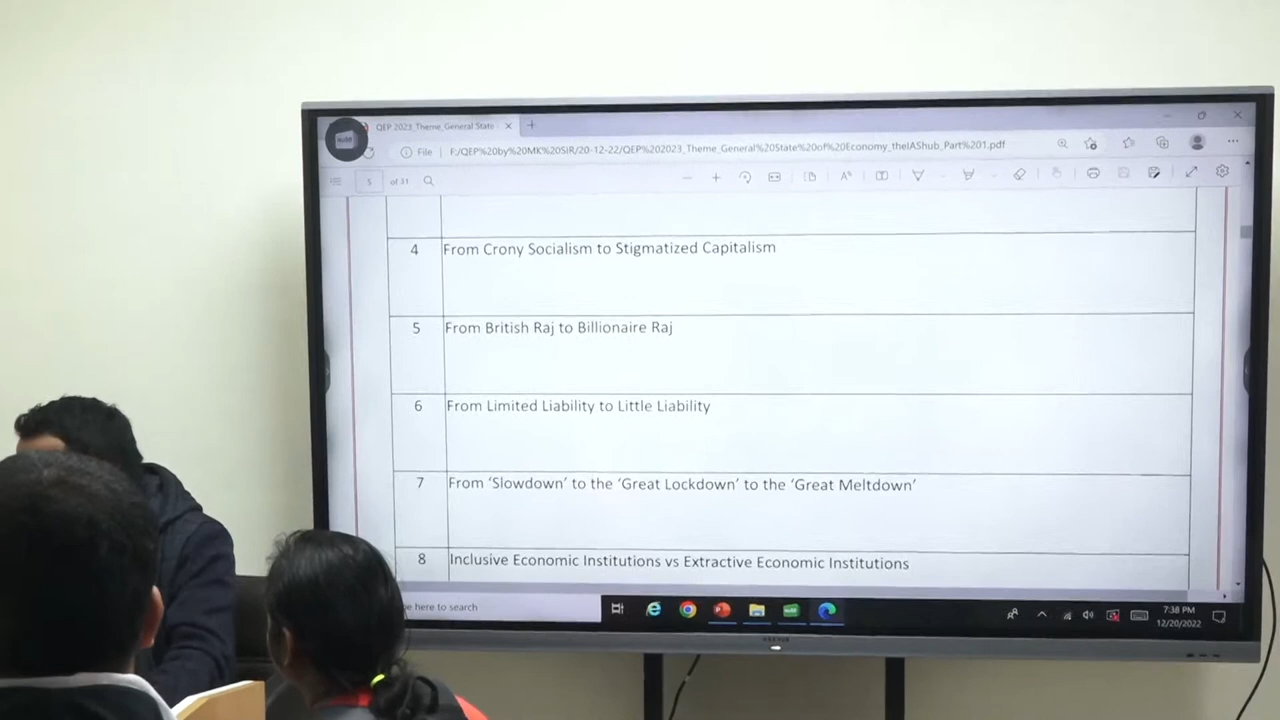 QEP 2023_Theme_General State
File
F:/QEP%20by%20MK%20SIR/20-12-22/QEP%202023_Theme_General%20State%20of%20Economy_theIAShub_Part%201.pdf
5 of 31
4 From Crony Socialism to Stigmatized Capitalism
5 From British Raj to Billionaire Raj
6 From Limited Liability to Little Liability
7 From ‘Slowdown’ to the ‘Great Lockdown’ to the ‘Great Meltdown’
8 Inclusive Economic Institutions vs Extractive Economic Institutions
here to search
7:38 PM
12/20/2022